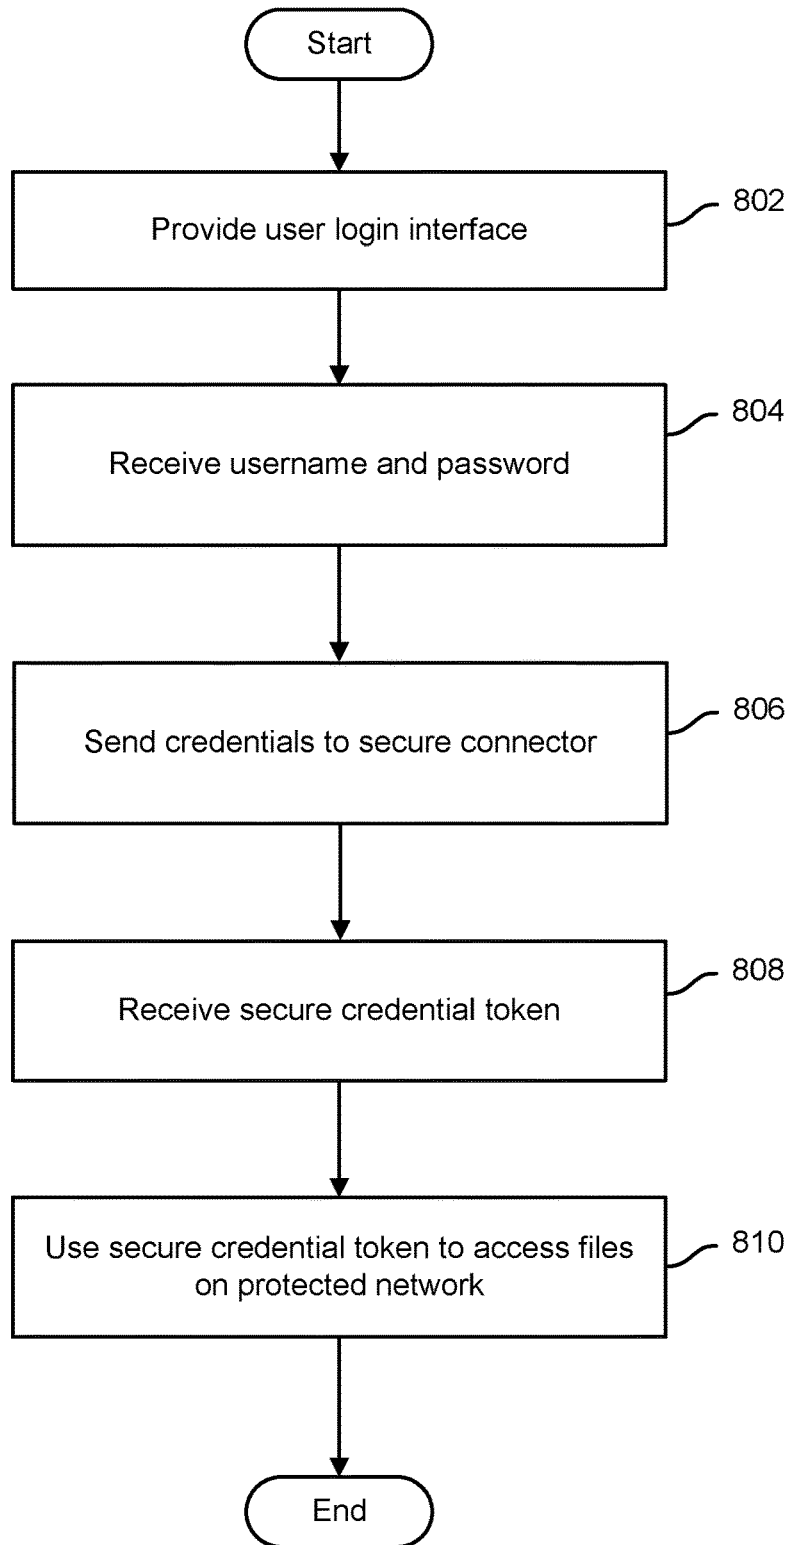 Start
Provide user login interface
802
Receive username and password
804
Send credentials to secure connector
806
Receive secure credential token
808
Use secure credential token to access files
on protected network
810
End